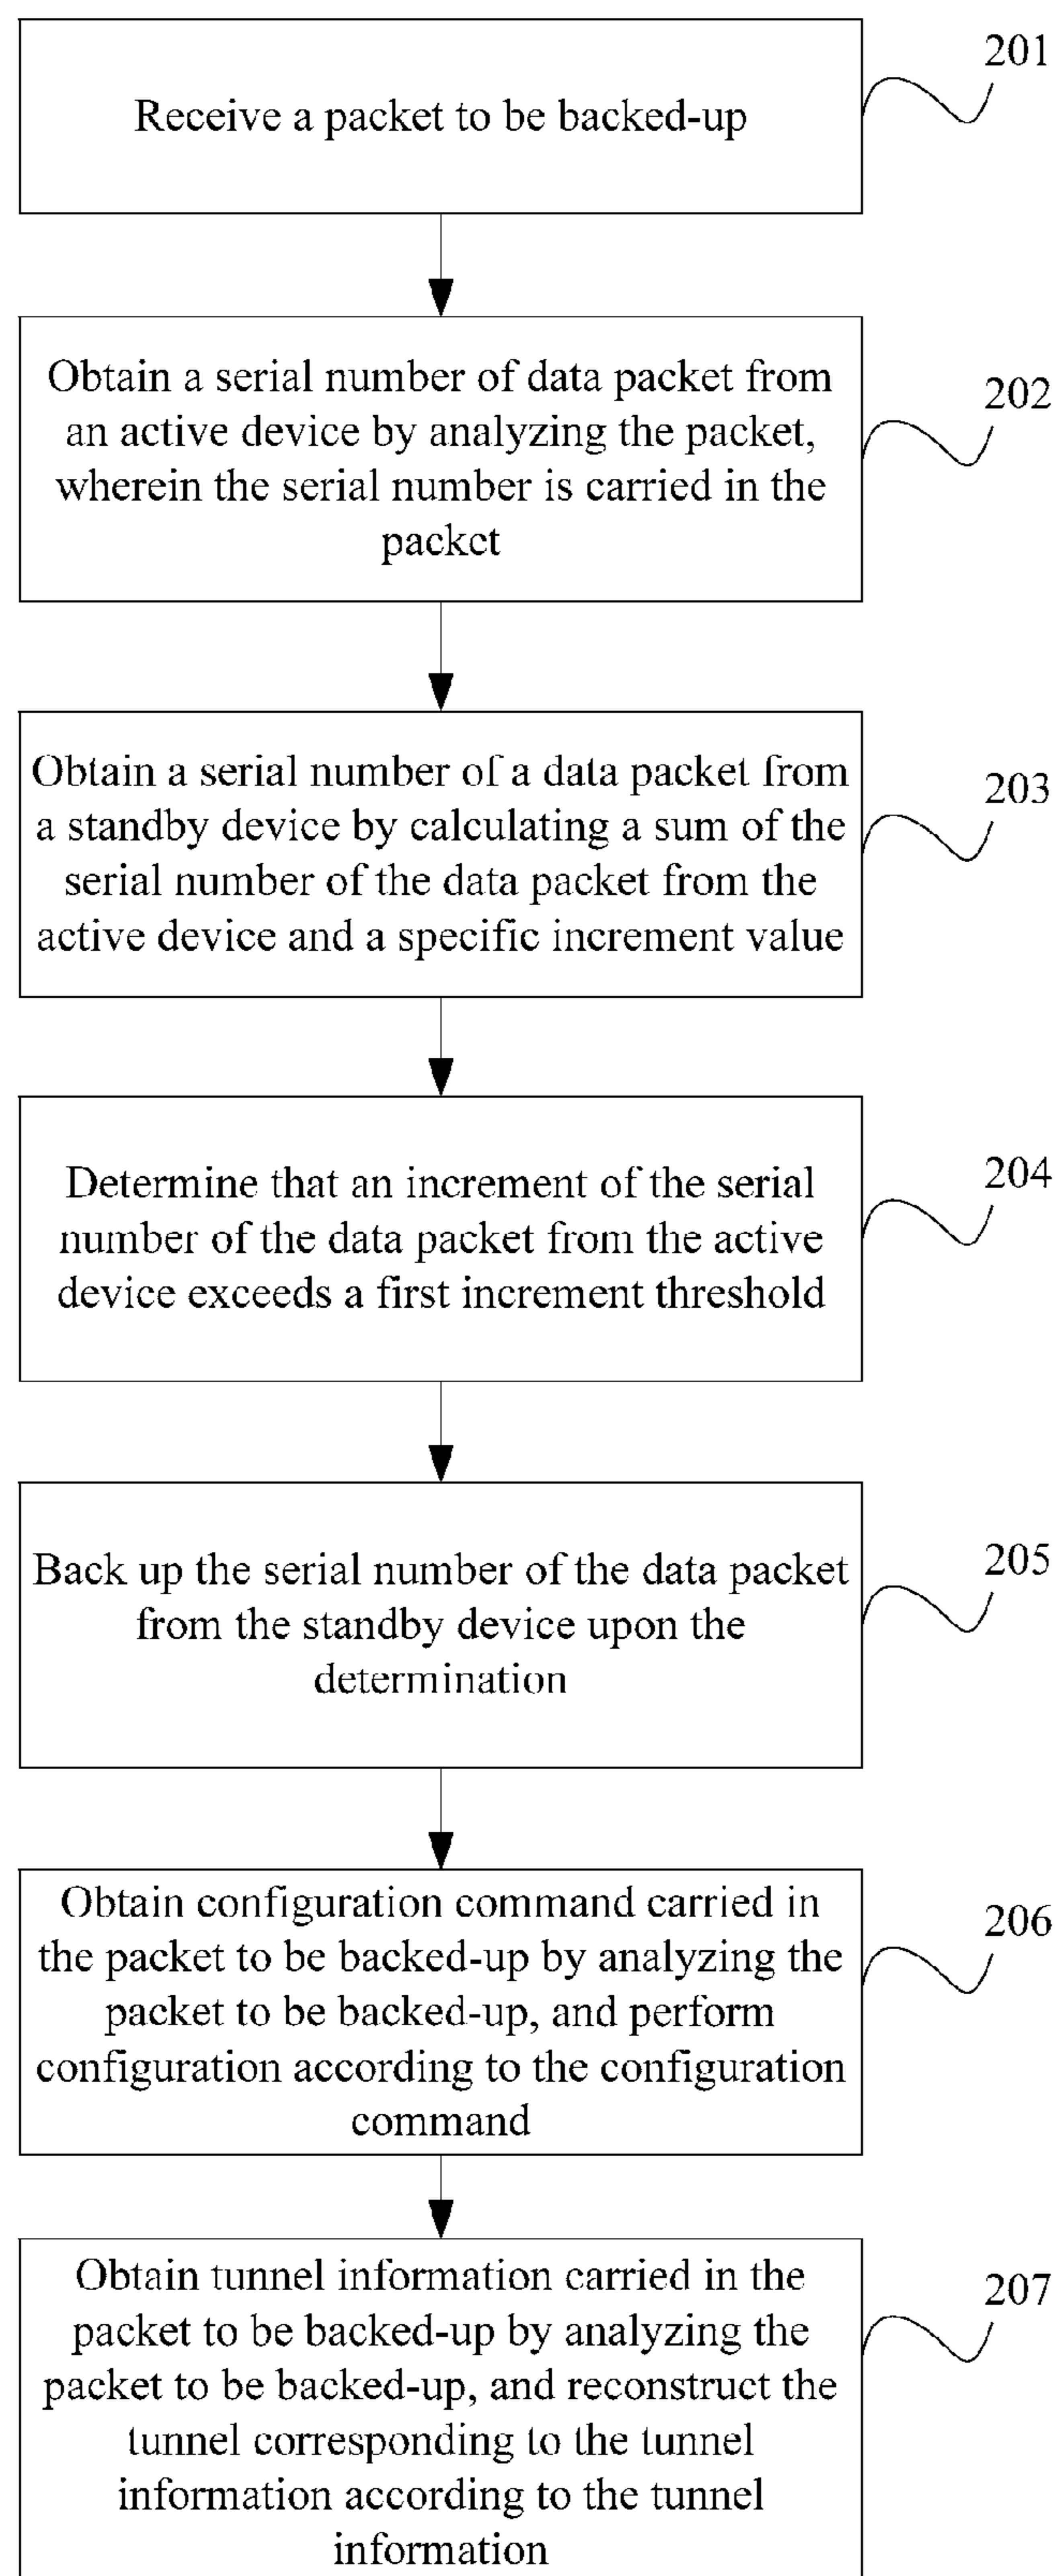 Receive a packet to be backed-up
201
Obtain a serial number of data packet from
an active device by analyzing the packet,
wherein the serial number is carried in the
packet
202
Obtain a serial number of a data packet from
a standby device by calculating a sum of the
serial number of the data packet from the
active device and a specific increment value
203
Determine that an increment of the serial
number of the data packet from the active
device exceeds a first increment threshold
204
Back up the serial number of the data packet
from the standby device upon the
determination
205
Obtain configuration command carried in
the packet to be backed-up by analyzing the
packet to be backed-up, and perform
configuration according to the configuration
command
206
Obtain tunnel information carried in the
packet to be backed-up by analyzing the
packet to be backed-up, and reconstruct the
tunnel corresponding to the tunnel
information according to the tunnel
information
207